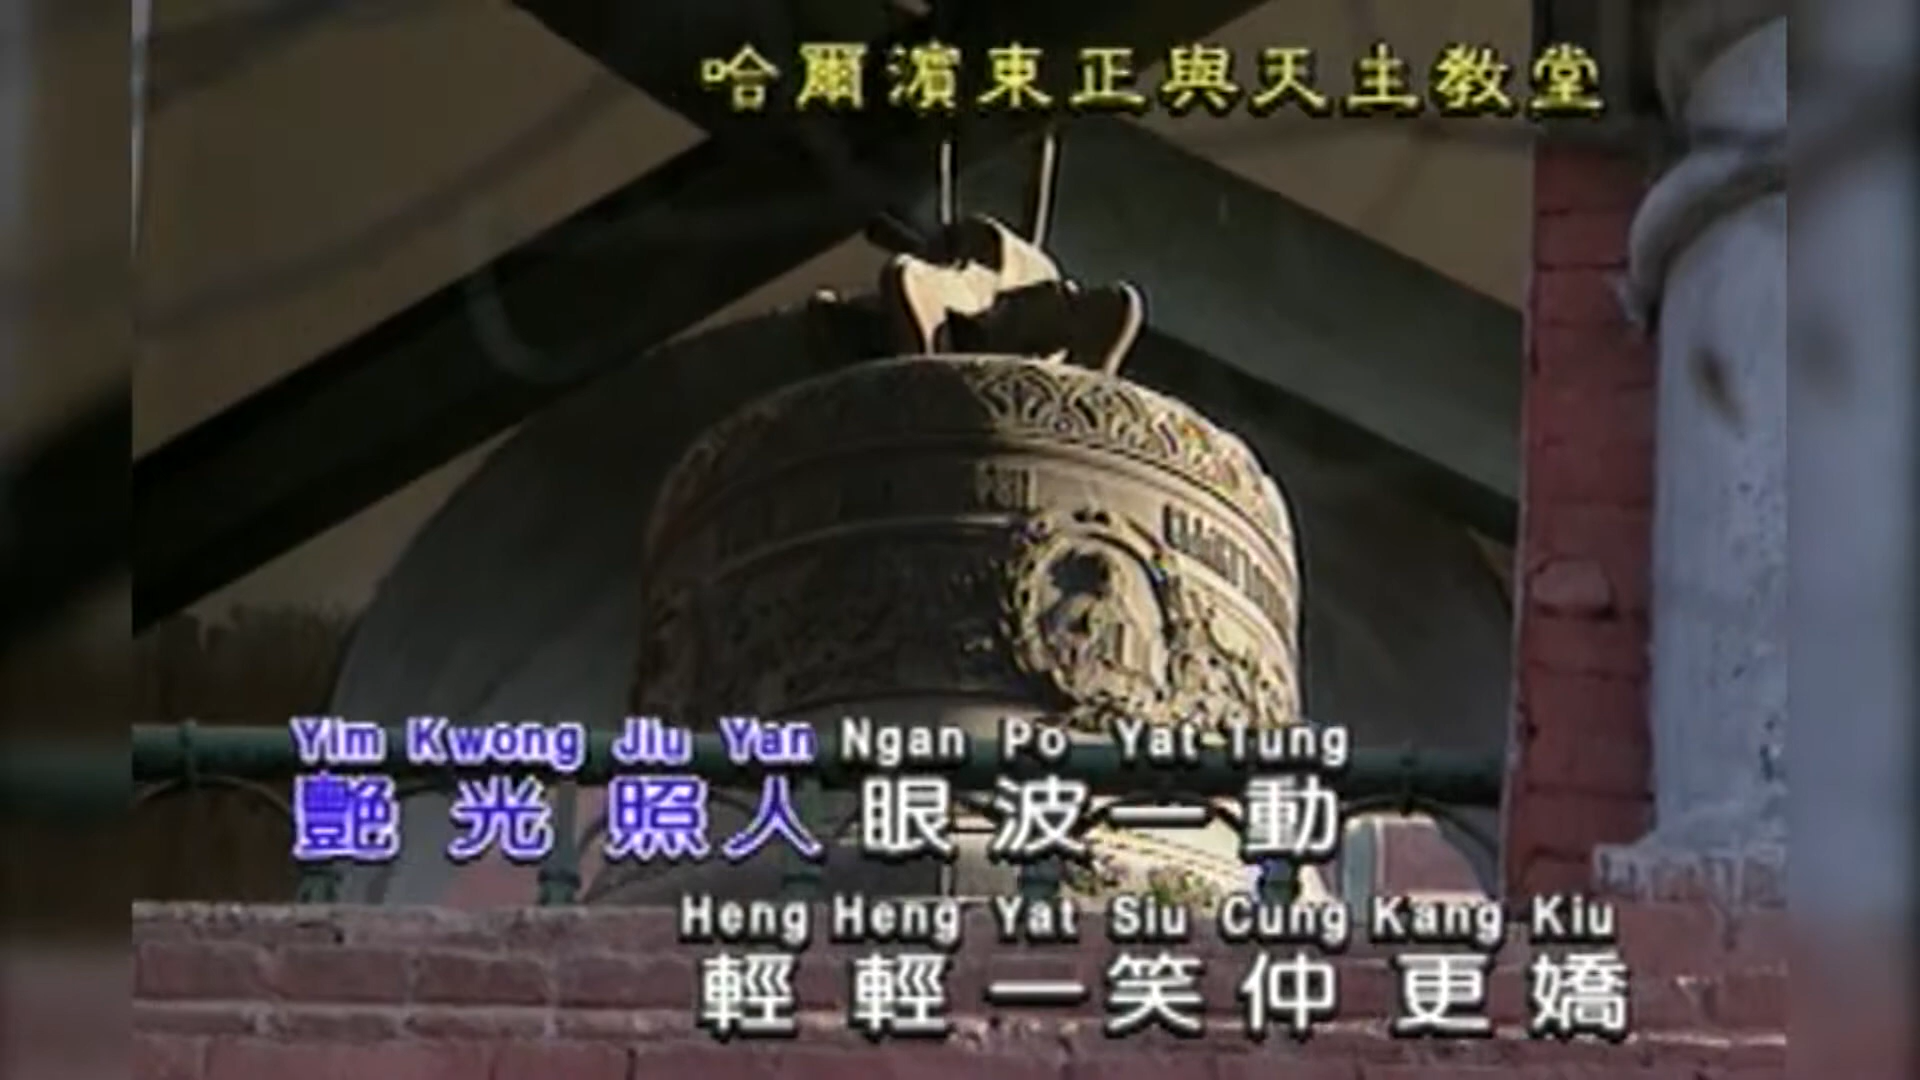 哈爾濱東正與天主教堂
Yim Kwong Jiu Yan Ngan Po Yat Tung
艷光照人眼波一動
Heng Heng Yat Siu Cung Kang Kiu
輕輕一笑仲更嬌